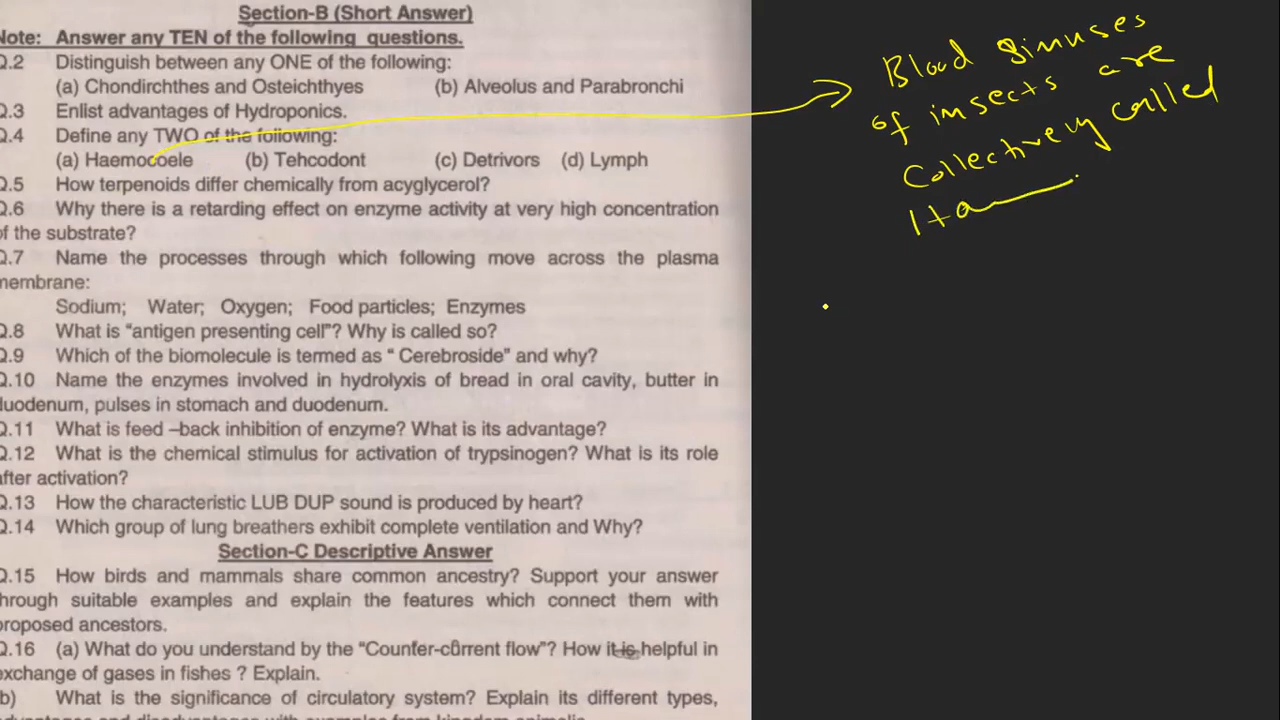 Section-B (Short Answer)
Note: Answer any TEN of the following questions.
Q.2 Distinguish between any ONE of the following:
(a) Chondirchthes and Osteichthyes (b) Alveolus and Parabronchi
Q.3 Enlist advantages of Hydroponics.
Q.4 Define any TWO of the following:
(a) Haemocoele (b) Tehcodont (c) Detrivors (d) Lymph
Q.5 How terpenoids differ chemically from acyglycerol?
Q.6 Why there is a retarding effect on enzyme activity at very high concentration
of the substrate?
Q.7 Name the processes through which following move across the plasma
membrane:
Sodium; Water; Oxygen; Food particles; Enzymes
Q.8 What is "antigen presenting cell"? Why is called so?
Q.9 Which of the biomolecule is termed as " Cerebroside" and why?
Q.10 Name the enzymes involved in hydrolyxis of bread in oral cavity, butter in
duodenum, pulses in stomach and duodenum.
Q.11 What is feed –back inhibition of enzyme? What is its advantage?
Q.12 What is the chemical stimulus for activation of trypsinogen? What is its role
after activation?
Q.13 How the characteristic LUB DUP sound is produced by heart?
Q.14 Which group of lung breathers exhibit complete ventilation and Why?
Section-C Descriptive Answer
Q.15 How birds and mammals share common ancestry? Support your answer
through suitable examples and explain the features which connect them with
proposed ancestors.
Q.16 (a) What do you understand by the "Counter-current flow"? How it is helpful in
exchange of gases in fishes ? Explain.
(b) What is the significance of circulatory system? Explain its different types,
Blood sinuses
of insects are
Collectively called